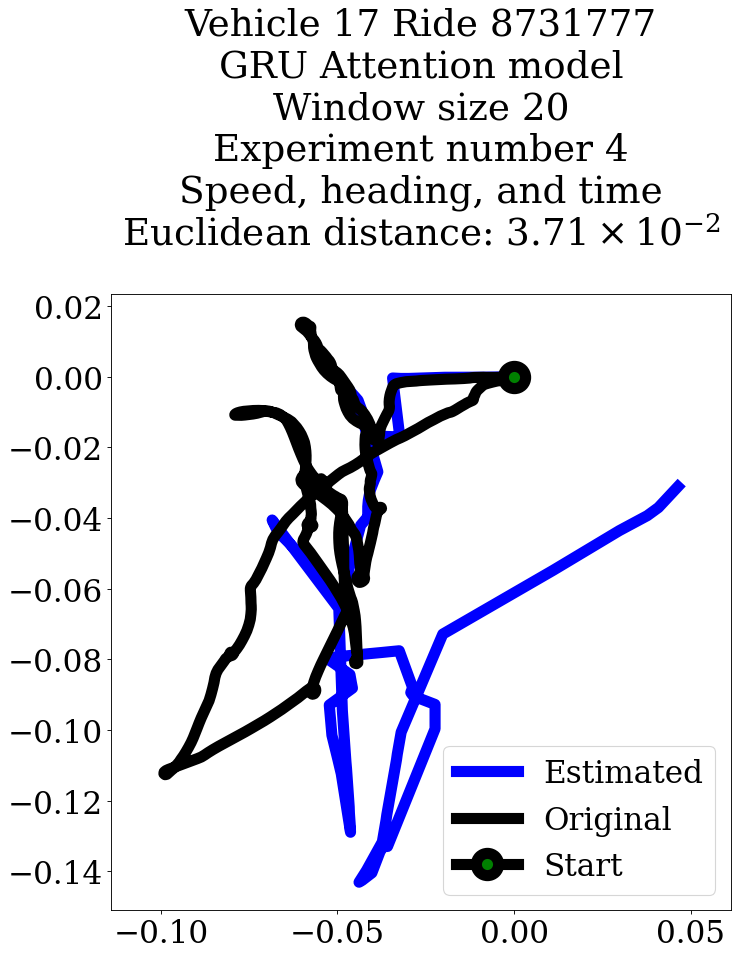 Vehicle 17 Ride 8731777
GRU Attention model
Window size 20
Experiment number 4
Speed, heading, and time
Euclidean distance: 3.71 × 10⁻²
0.02
0.00
−0.02
−0.04
−0.06
−0.08
−0.10
−0.12
−0.14
Estimated
Original
Start
−0.10 −0.05 0.00 0.05